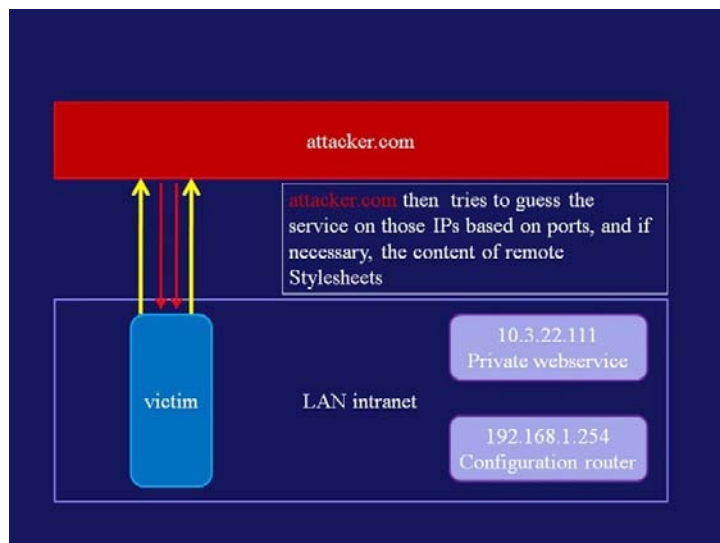 attacker.com
attacker.com then tries to guess the
service on those IPs based on ports, and if
necessary, the content of remote
Stylesheets
victim
LAN intranet
10.3.22.111
Private webservice
192.168.1.254
Configuration router